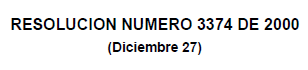 RESOLUCION NUMERO 3374 DE 2000
(Diciembre 27)